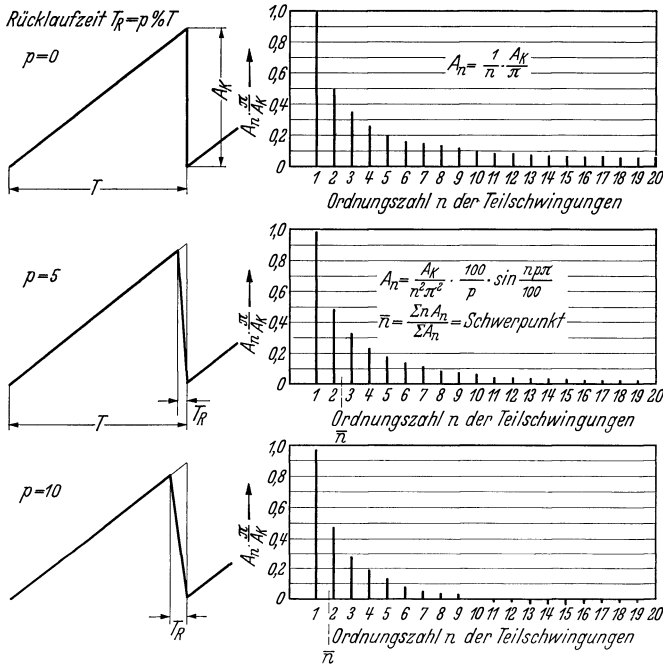 Rücklaufzeit T_R=p%T
p=0
A_K
T
A_n · π/A_K
1,0
0,8
0,6
0,4
0,2
0
A_n = 1/n · A_K/π
1 2 3 4 5 6 7 8 9 10 11 12 13 14 15 16 17 18 19 20
Ordnungszahl n der Teilschwingungen
p=5
T_R
T
A_n · π/A_K
1,0
0,8
0,6
0,4
0,2
0
A_n = A_K/n²π² · 100/p · sin npπ/100
n̅ = ΣnA_n/ΣA_n = Schwerpunkt
1 2 3 4 5 6 7 8 9 10 11 12 13 14 15 16 17 18 19 20
Ordnungszahl n der Teilschwingungen
n̅
p=10
T_R
A_n · π/A_K
1,0
0,8
0,6
0,4
0,2
0
1 2 3 4 5 6 7 8 9 10 11 12 13 14 15 16 17 18 19 20
Ordnungszahl n der Teilschwingungen
n̅